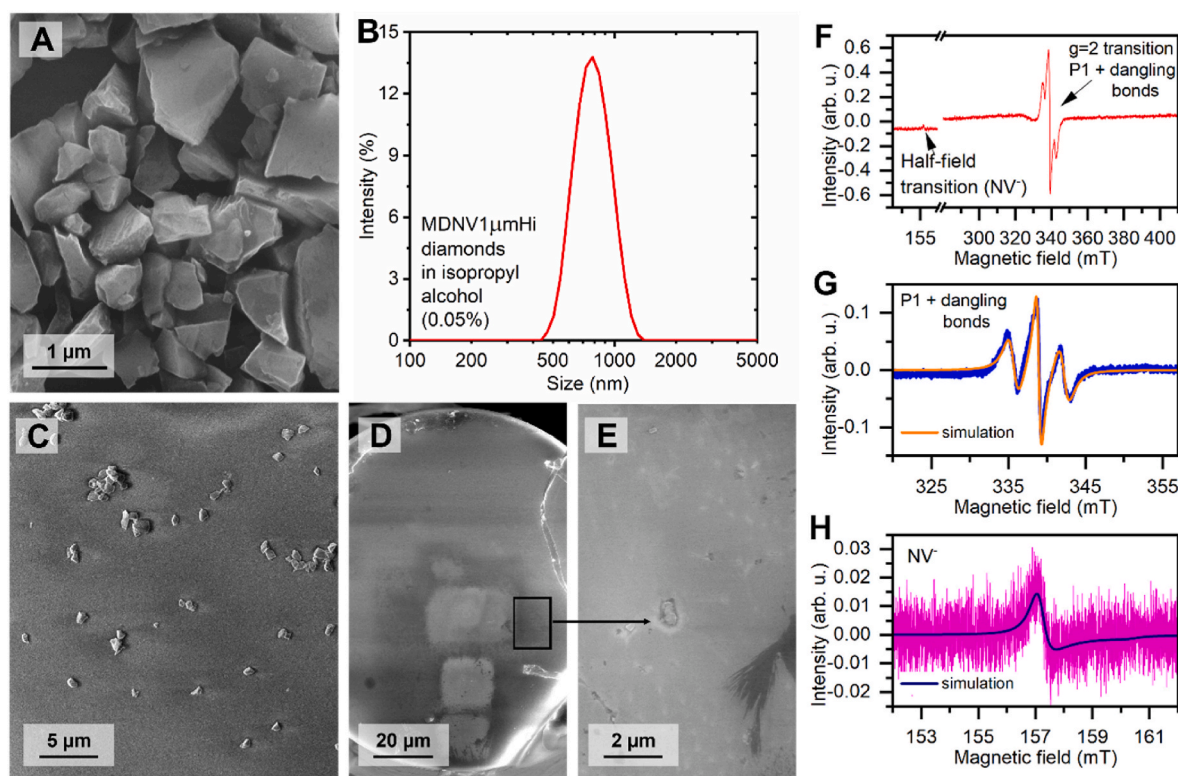 A
1 µm
B
Intensity (%)
15
12
9
6
3
0
MDNV1µmHi
diamonds
in isopropyl
alcohol
(0.05%)
100
500
1000
2000
5000
Size (nm)
C
5 µm
D
20 µm
E
2 µm
F
Intensity (arb. u.)
0.6
0.4
0.2
0.0
-0.2
-0.4
-0.6
g=2 transition
P1 + dangling
bonds
Half-field
transition (NV⁻)
155 300 320 340 360 380 400
Magnetic field (mT)
G
Intensity (arb. u.)
0.1
0.0
-0.1
P1 + dangling
bonds
simulation
325 335 345 355
Magnetic field (mT)
H
Intensity (arb. u.)
0.03
0.02
0.01
0.00
-0.01
-0.02
NV⁻
simulation
153 155 157 159 161
Magnetic field (mT)